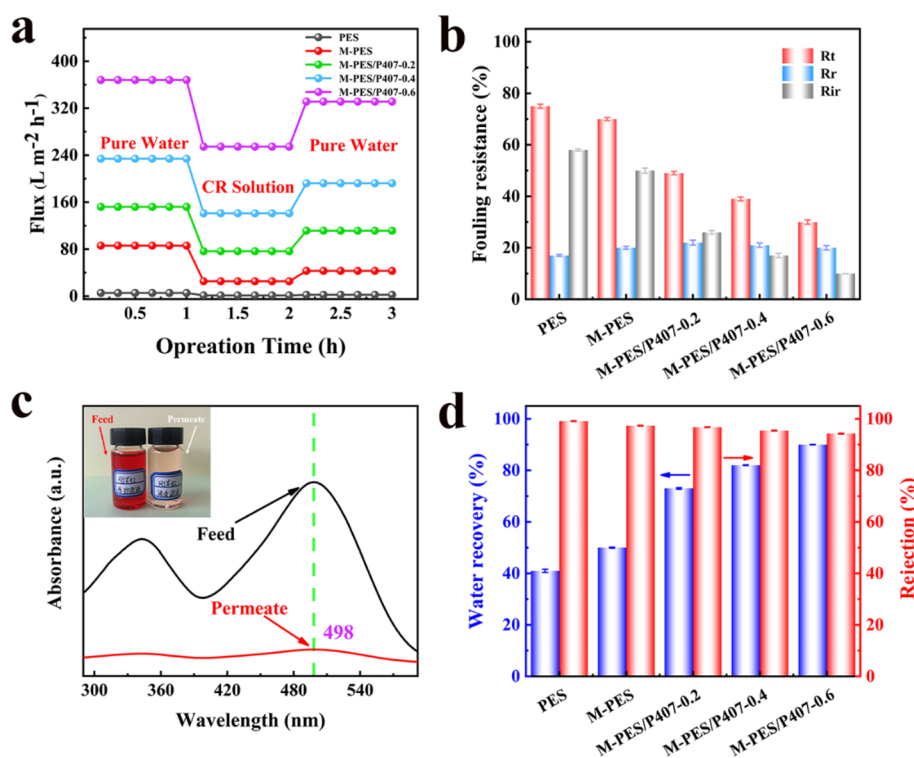 a
Flux (L m⁻² h⁻¹)
360
320
240
160
80
0
PES
M-PES
M-PES/P407-0.2
M-PES/P407-0.4
M-PES/P407-0.6
Pure Water
CR Solution
Pure Water
0.5 1 1.5 2 2.5 3
Opreation Time (h)
b
Fouling resistance (%)
100
80
60
40
20
0
Rt
Rr
Rir
PES
M-PES
M-PES/P407-0.2
M-PES/P407-0.4
M-PES/P407-0.6
c
Absorbance (a.u.)
Feed
Permeate
Feed
Permeate
498
300 360 420 480 540
Wavelength (nm)
d
Water recovery (%)
100
80
60
40
20
0
Rejection (%)
100
80
60
40
20
0
PES
M-PES
M-PES/P407-0.2
M-PES/P407-0.4
M-PES/P407-0.6